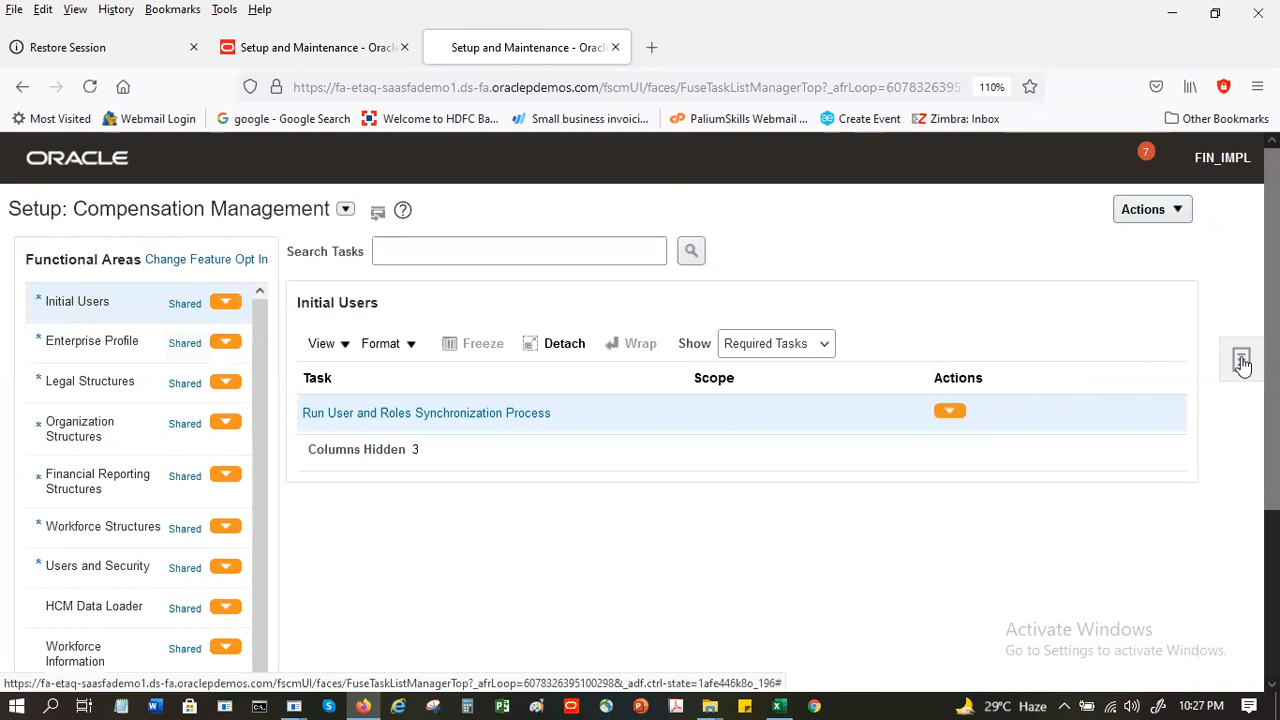 File Edit View History Bookmarks Tools Help
Restore Session
Setup and Maintenance - Oracle
Setup and Maintenance - Oracle
https://fa-etaq-saasfademo1.ds-fa.oraclepdemos.com/fscmUI/faces/FuseTaskListManagerTop?_afrLoop=60783263951
110%
Most Visited
Webmail Login
google - Google Search
Welcome to HDFC Ba...
Small business invoici...
PaliumSkills Webmail ...
Create Event
Zimbra: Inbox
Other Bookmarks
ORACLE
7
FIN_IMPL
Setup: Compensation Management
Actions
Functional Areas
Change Feature Opt In
Search Tasks
* Initial Users Shared
* Enterprise Profile Shared
* Legal Structures Shared
* Organization Structures Shared
* Financial Reporting Structures Shared
* Workforce Structures Shared
* Users and Security Shared
HCM Data Loader Shared
Workforce Information Shared
Initial Users
View Format Freeze Detach Wrap Show Required Tasks
Task Scope Actions
Run User and Roles Synchronization Process
Columns Hidden 3
Activate Windows
Go to Settings to activate Windows.
https://fa-etaq-saasfademo1.ds-fa.oraclepdemos.com/fscmUI/faces/FuseTaskListManagerTop?_afrLoop=6078326395100298&_adf.ctrl-state=1afe446k8o_196#
29°C Haze
ENG
10:27 PM